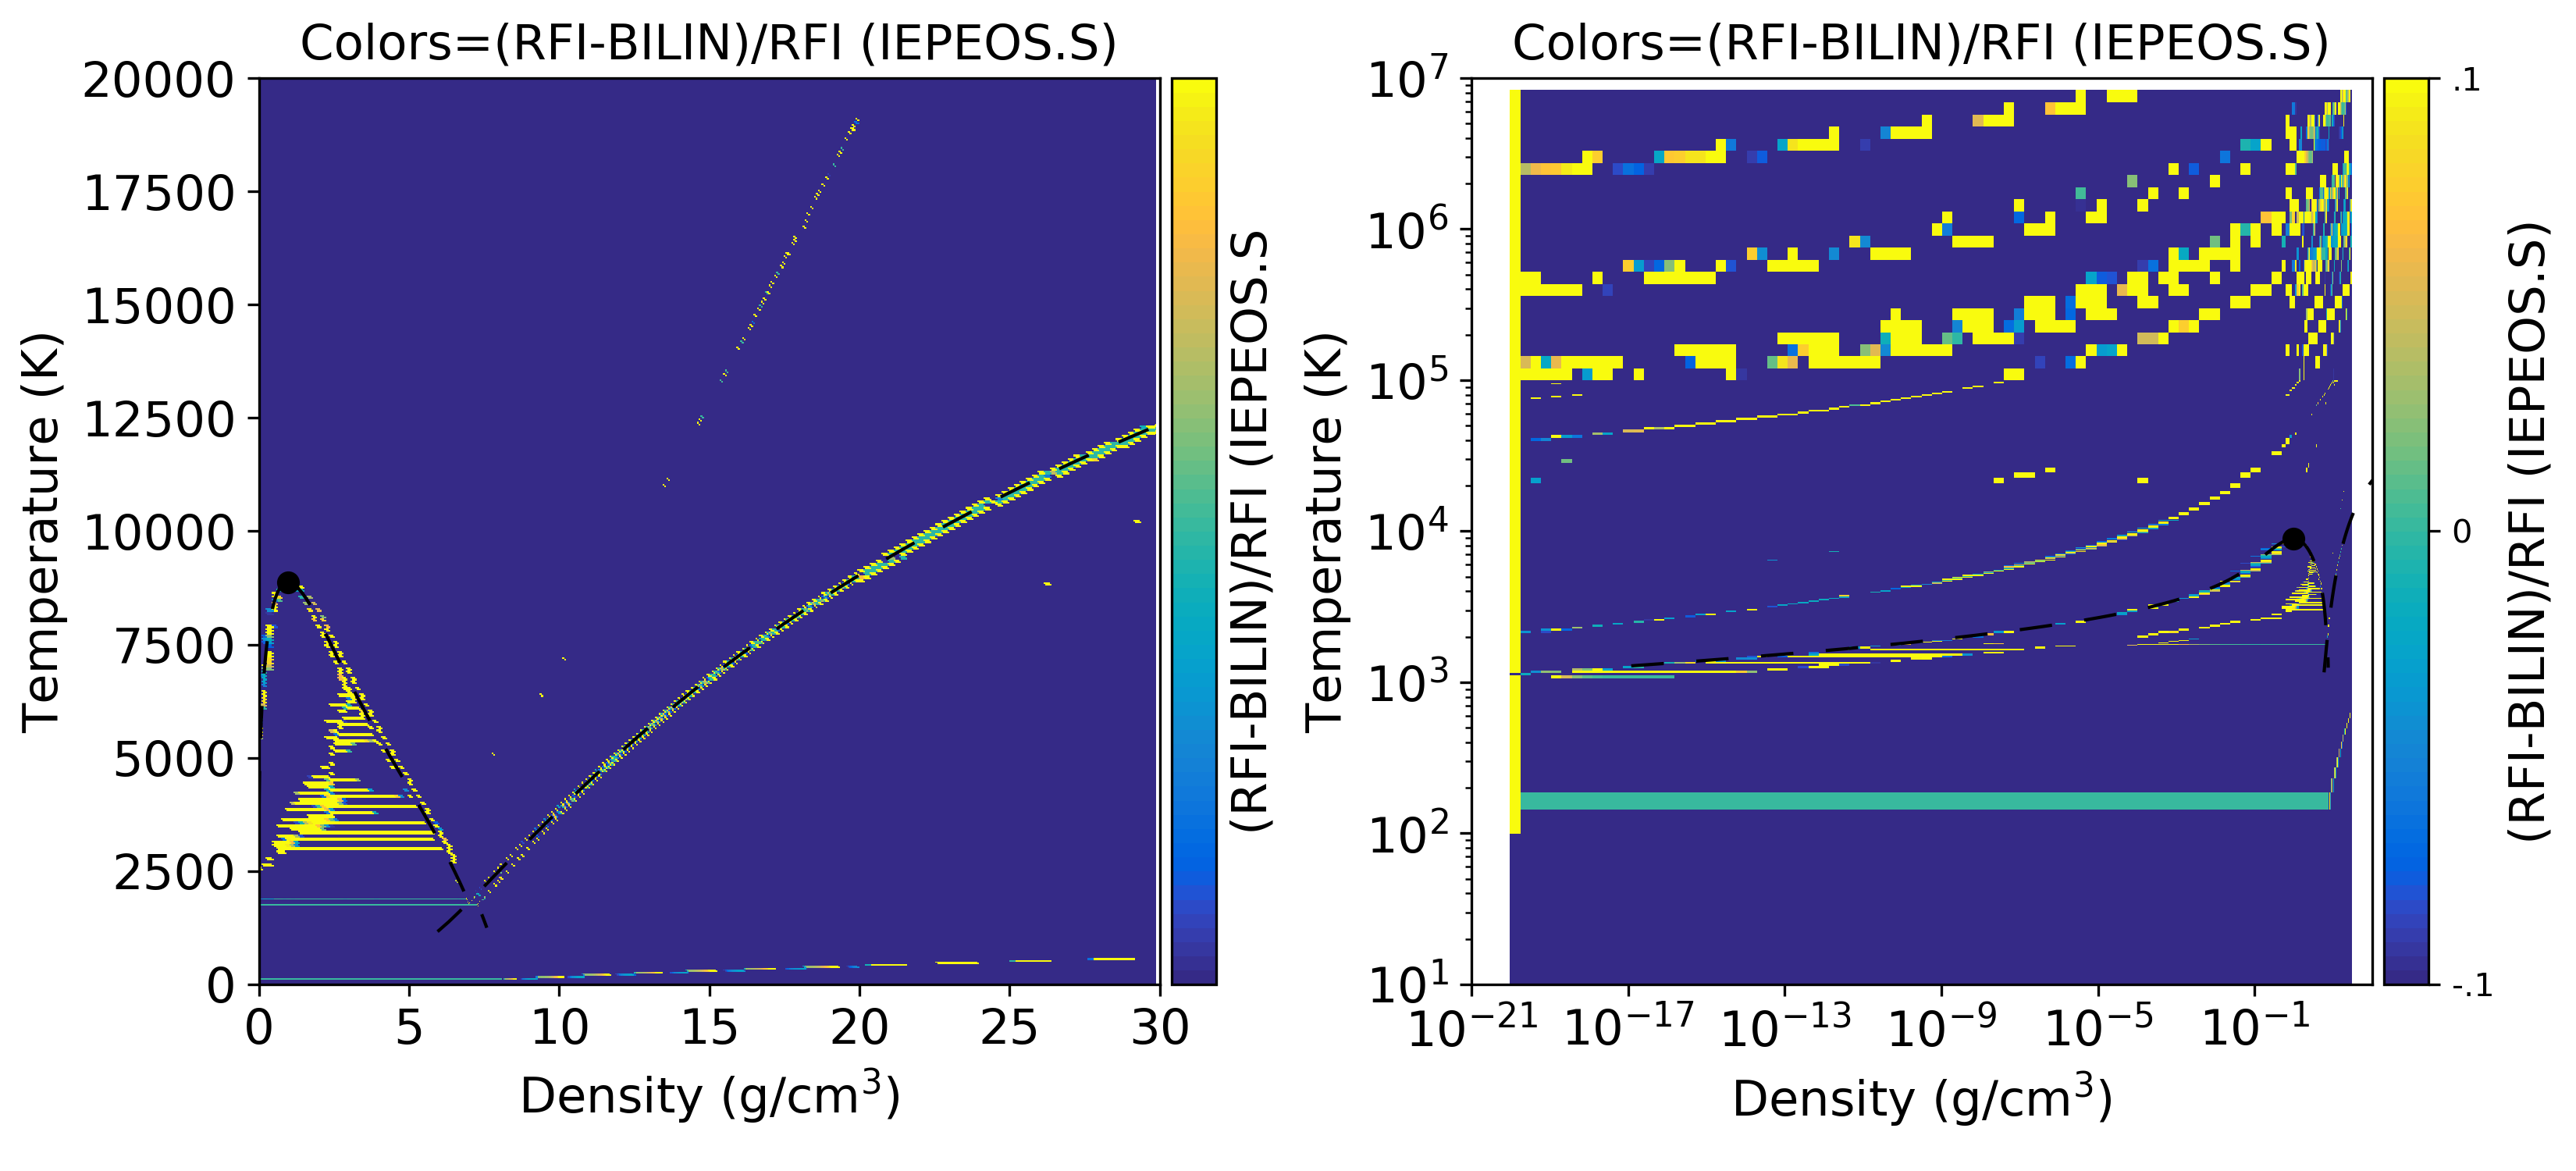 Colors=(RFI-BILIN)/RFI (IEPEOS.S)
20000
17500
15000
12500
10000
7500
5000
2500
0
Temperature (K)
0 5 10 15 20 25 30
Density (g/cm³)
(RFI-BILIN)/RFI (IEPEOS.S
Colors=(RFI-BILIN)/RFI (IEPEOS.S)
10⁷
10⁶
10⁵
10⁴
10³
10²
10¹
Temperature (K)
10⁻²¹ 10⁻¹⁷ 10⁻¹³ 10⁻⁹ 10⁻⁵ 10⁻¹
Density (g/cm³)
.1
0
-.1
(RFI-BILIN)/RFI (IEPEOS.S)